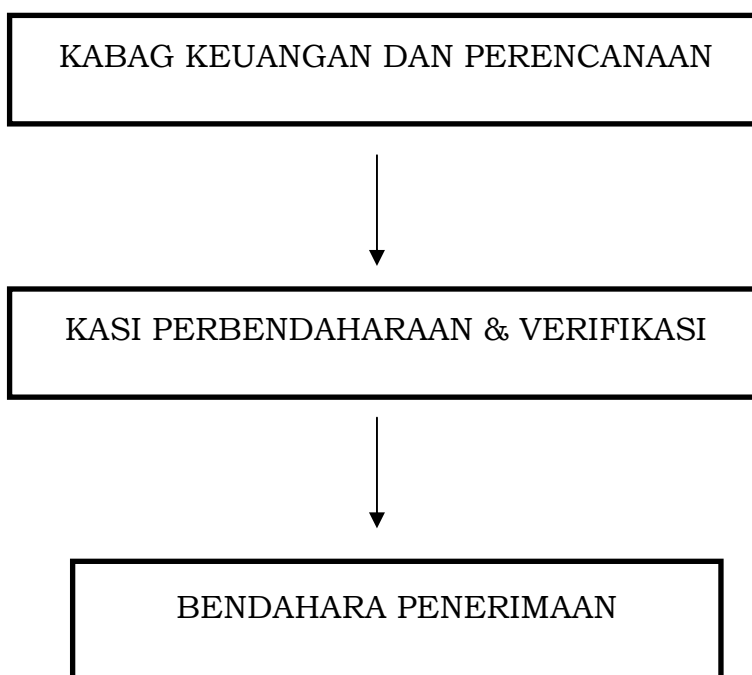 KABAG KEUANGAN DAN PERENCANAAN
KASI PERBENDAHARAAN & VERIFIKASI
BENDAHARA PENERIMAAN